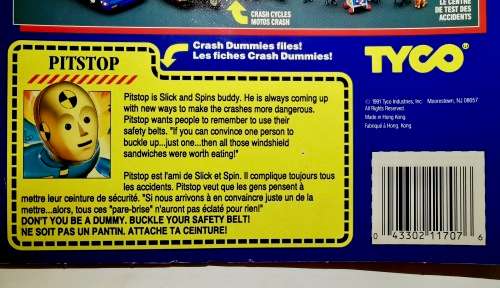 CRASH CYCLES
MOTOS CRASH
LE CENTRE
DE TEST DES
ACCIDENTS
PITSTOP
Crash Dummies files!
Les fiches Crash Dummies!
TYCO®
Pitstop is Slick and Spins buddy. He is always coming up
with new ways to make the crashes more dangerous.
Pitstop wants people to remember to use their
safety belts. "If you can convince one person to
buckle up...just one...then all those windshield
sandwiches were worth eating!"
Pitstop est l'ami de Slick et Spin. Il complique toujours tous
les accidents. Pitstop veut que les gens pensent à
mettre leur ceinture de sécurité. "Si nous arrivons à en convaincre juste un de la
mettre...alors, tous ces "pare-brise" n'auront pas éclaté pour rien!"
DON'T YOU BE A DUMMY. BUCKLE YOUR SAFETY BELT!
NE SOIT PAS UN PANTIN. ATTACHE TA CEINTURE!
© 1991 Tyco Industries, Inc. Moorestown, NJ 08057
All Rights Reserved
Made in Hong Kong
Fabriqué à Hong Kong.
0 43302 11707 6